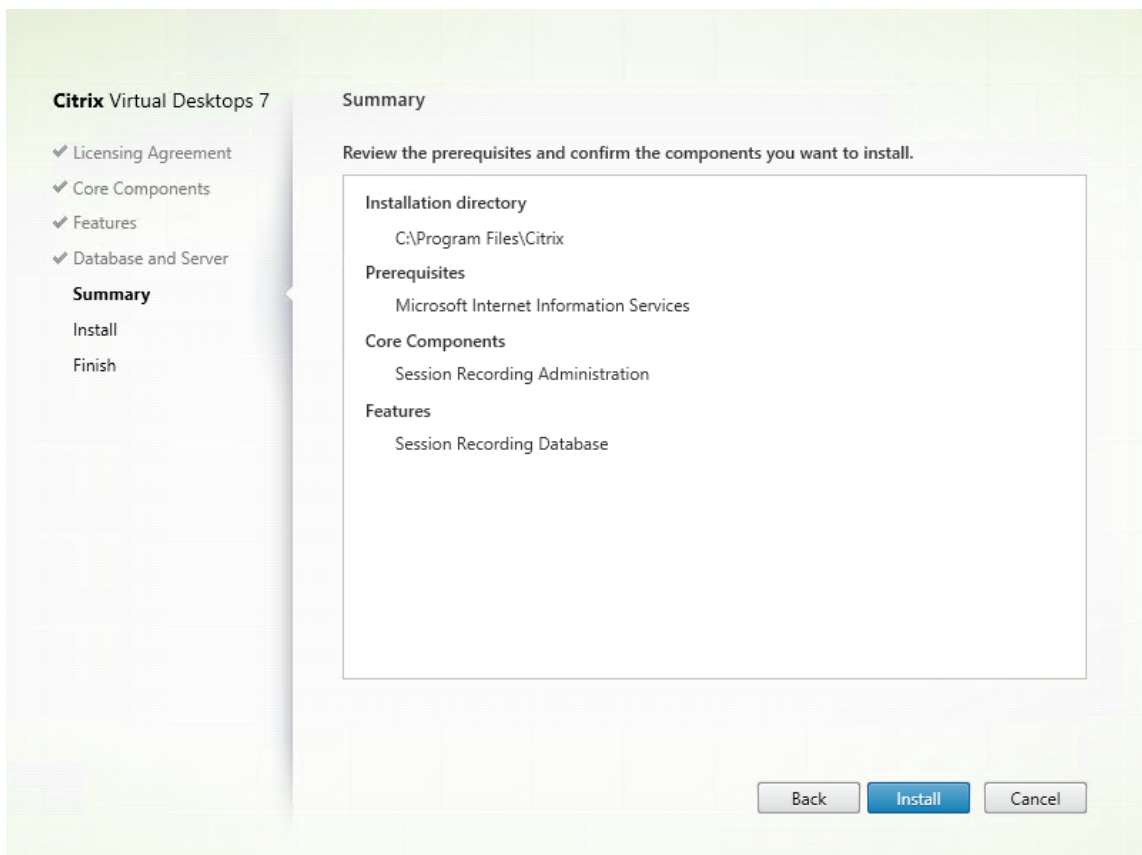 Citrix Virtual Desktops 7
✔ Licensing Agreement
✔ Core Components
✔ Features
✔ Database and Server
Summary
Install
Finish
Summary
Review the prerequisites and confirm the components you want to install.
Installation directory
C:\Program Files\Citrix
Prerequisites
Microsoft Internet Information Services
Core Components
Session Recording Administration
Features
Session Recording Database
Back
Install
Cancel